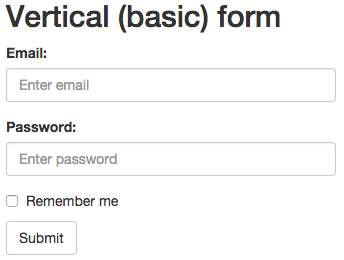 Vertical (basic) form
Email:
Enter email
Password:
Enter password
Remember me
Submit